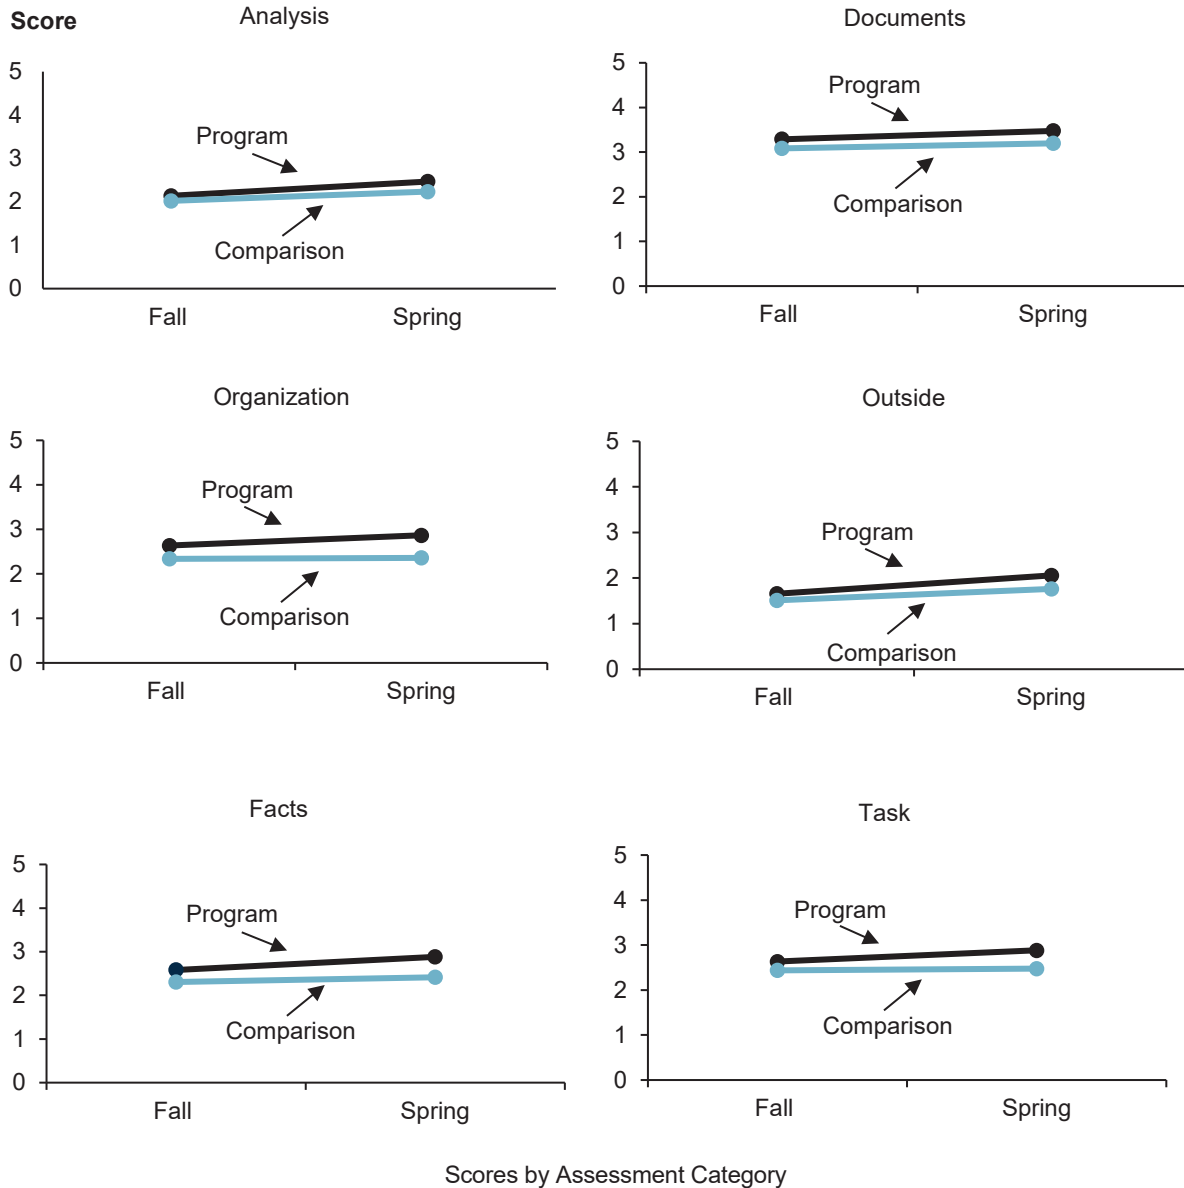 Score
Analysis
5
4
3
2
1
0
Program
Comparison
Fall Spring
Documents
5
4
3
2
1
0
Program
Comparison
Fall Spring
Organization
5
4
3
2
1
0
Program
Comparison
Fall Spring
Outside
5
4
3
2
1
0
Program
Comparison
Fall Spring
Facts
5
4
3
2
1
0
Program
Comparison
Fall Spring
Task
5
4
3
2
1
0
Program
Comparison
Fall Spring
Scores by Assessment Category